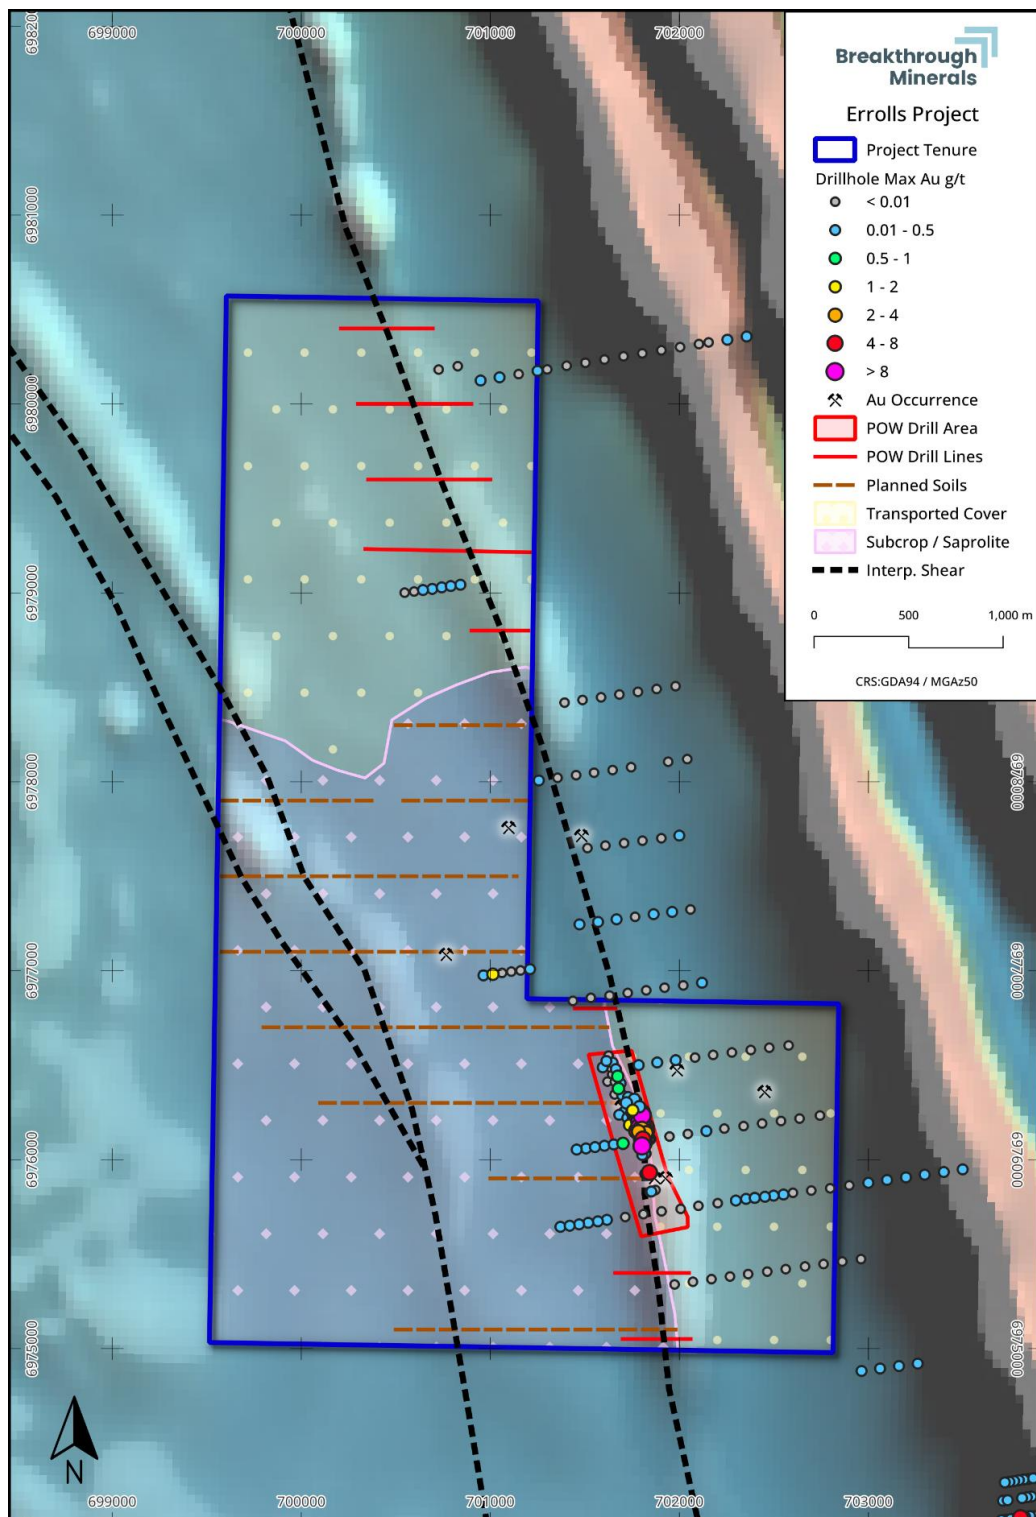 699000
700000
701000
702000
6982000
6981000
6980000
6979000
6978000
6977000
6976000
6975000
Breakthrough
Minerals
Errolls Project
Project Tenure
Drillhole Max Au g/t
< 0.01
0.01 - 0.5
0.5 - 1
1 - 2
2 - 4
4 - 8
> 8
Au Occurrence
POW Drill Area
POW Drill Lines
Planned Soils
Transported Cover
Subcrop / Saprolite
Interp. Shear
0 500 1,000 m
CRS:GDA94 / MGAz50
6978000
6977000
6976000
6975000
N
699000
700000
701000
702000
703000